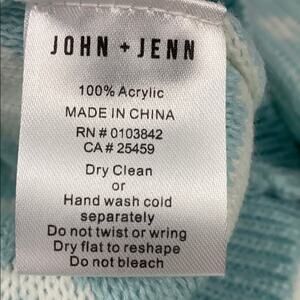 JOHN + JENN
100% Acrylic
MADE IN CHINA
RN # 0103842
CA # 25459
Dry Clean
or
Hand wash cold
separately
Do not twist or wring
Dry flat to reshape
Do not bleach